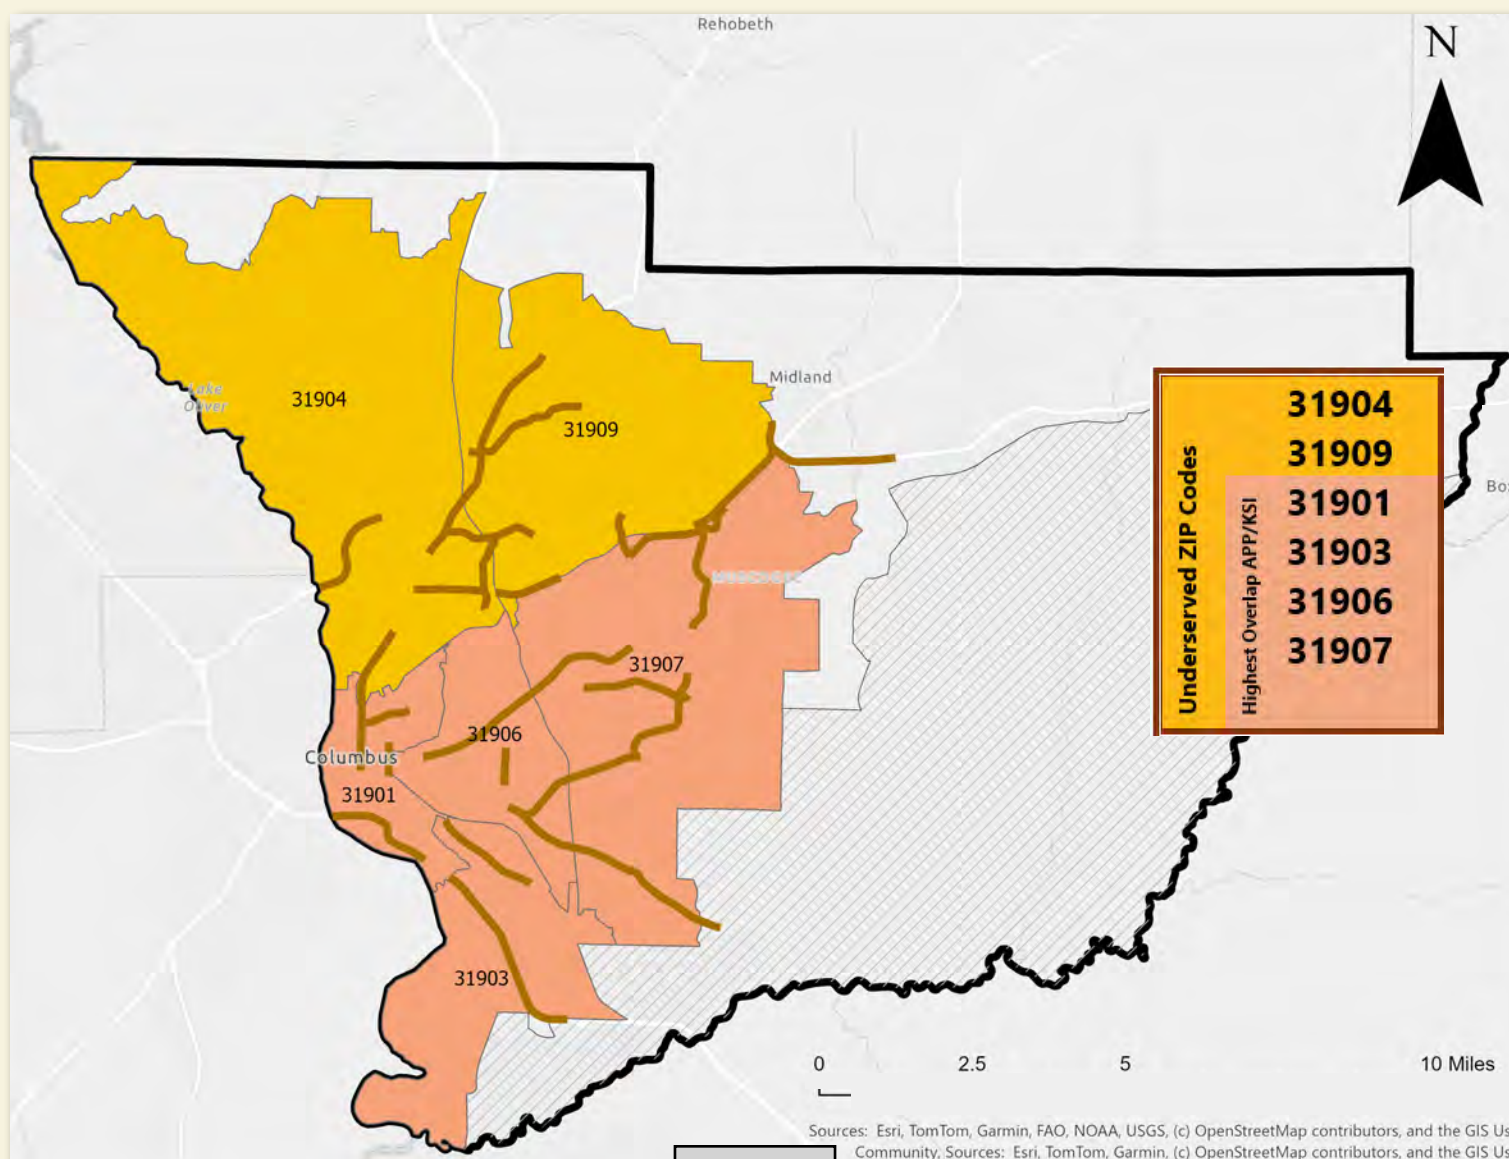 Rehobeth
N
Midland
Lake
Oliver
31904
31909
31904
31909
31901
31903
31906
31907
Underserved ZIP Codes
Highest Overlap APP/KSI
31907
31906
Columbus
31901
31903
0 2.5 5 10 Miles
Sources: Esri, TomTom, Garmin, FAO, NOAA, USGS, (c) OpenStreetMap contributors, and the GIS Us
Community, Sources: Esri, TomTom, Garmin, (c) OpenStreetMap contributors, and the GIS Us